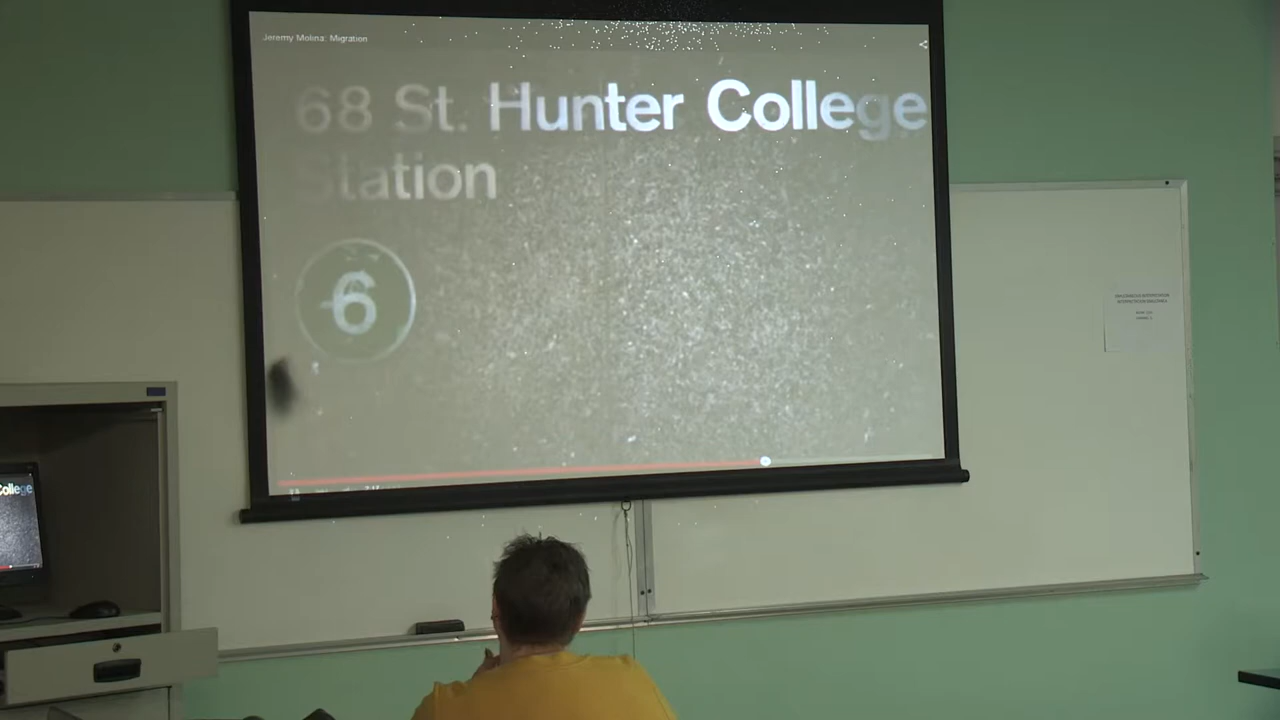 Jeremy Molina: Migration
68 St. Hunter College
Station
6
College